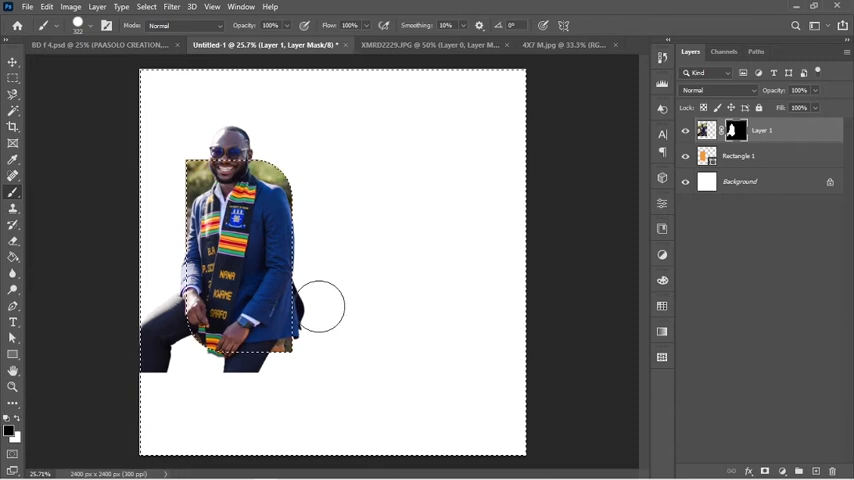 File Edit Image Layer Type Select Filter 3D View Window Help
322 Mode: Normal Opacity: 100% Flow: 100% Smoothing: 10% 0°
BD f 4.psd @ 25% (PAASOLO CREATION, ... × Untitled-1 @ 25.7% (Layer 1, Layer Mask/8) * × XMRD2229.JPG @ 50% (Layer 0, Layer M... × 4X7 M.jpg @ 33.3% (RG... ×
Layers Channels Paths
Kind
Normal Opacity: 100%
Lock: Fill: 100%
Layer 1
Rectangle 1
Background
NANA
KWAME
25.71% 2400 px x 2400 px (300 ppi)